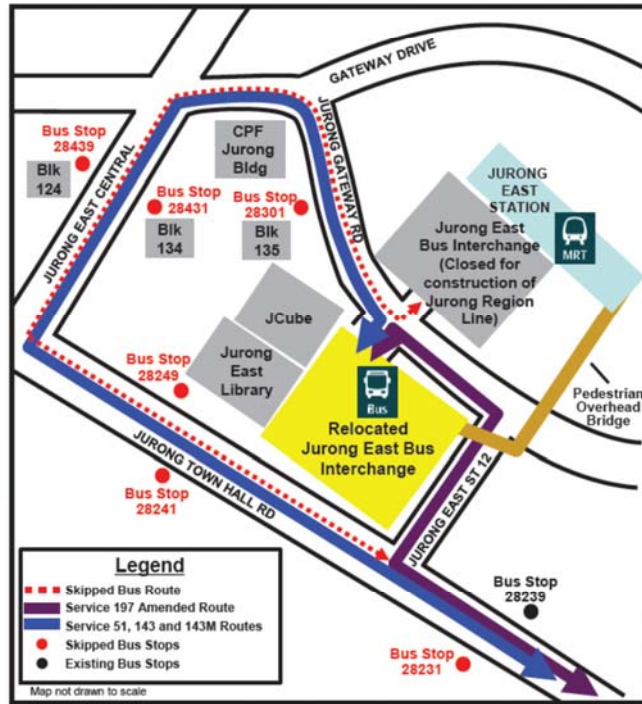 GATEWAY DRIVE
Bus Stop
28439
Blk
124
JURONG EAST CENTRAL
CPF
Jurong
Bldg
JURONG GATEWAY RD
Bus Stop
28431
Bus Stop
28301
Blk
134
Blk
135
JURONG
EAST
STATION
MRT
Jurong East
Bus Interchange
(Closed for
construction of
Jurong Region
Line)
JCube
Jurong
East
Library
Bus Stop
28249
Bus
Relocated
Jurong East Bus
Interchange
Pedestrian
Overhead
Bridge
Bus Stop
28241
JURONG TOWN HALL RD
JURONG EAST ST 12
Bus Stop
28239
Bus Stop
28231
Legend
Skipped Bus Route
Service 197 Amended Route
Service 51, 143 and 143M Routes
Skipped Bus Stops
Existing Bus Stops
Map not drawn to scale